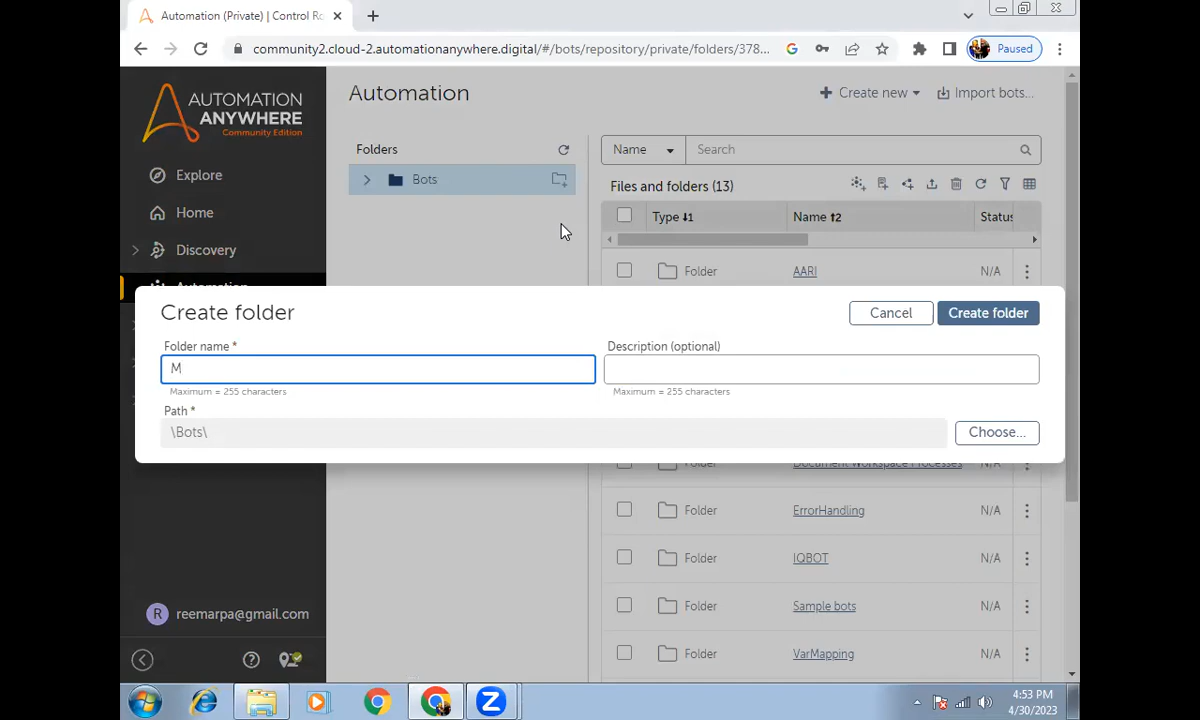 Automation (Private) | Control Ro
community2.cloud-2.automationanywhere.digital/#/bots/repository/private/folders/378...
Paused
AUTOMATION
ANYWHERE
Community Edition
Automation
Create new
Import bots...
Folders
Bots
Name
Search
Files and folders (13)
Type ↓1
Name ↑2
Status
Explore
Home
Discovery
Automation
Folder
AARI
N/A
Create folder
Cancel
Create folder
Folder name *
Description (optional)
M
Maximum = 255 characters
Maximum = 255 characters
Path *
\Bots\
Choose...
Folder
Document Workspace Processes
N/A
Folder
ErrorHandling
N/A
Folder
IQBOT
N/A
Folder
Sample bots
N/A
Folder
VarMapping
N/A
R
reemarpa@gmail.com
4:53 PM
4/30/2023